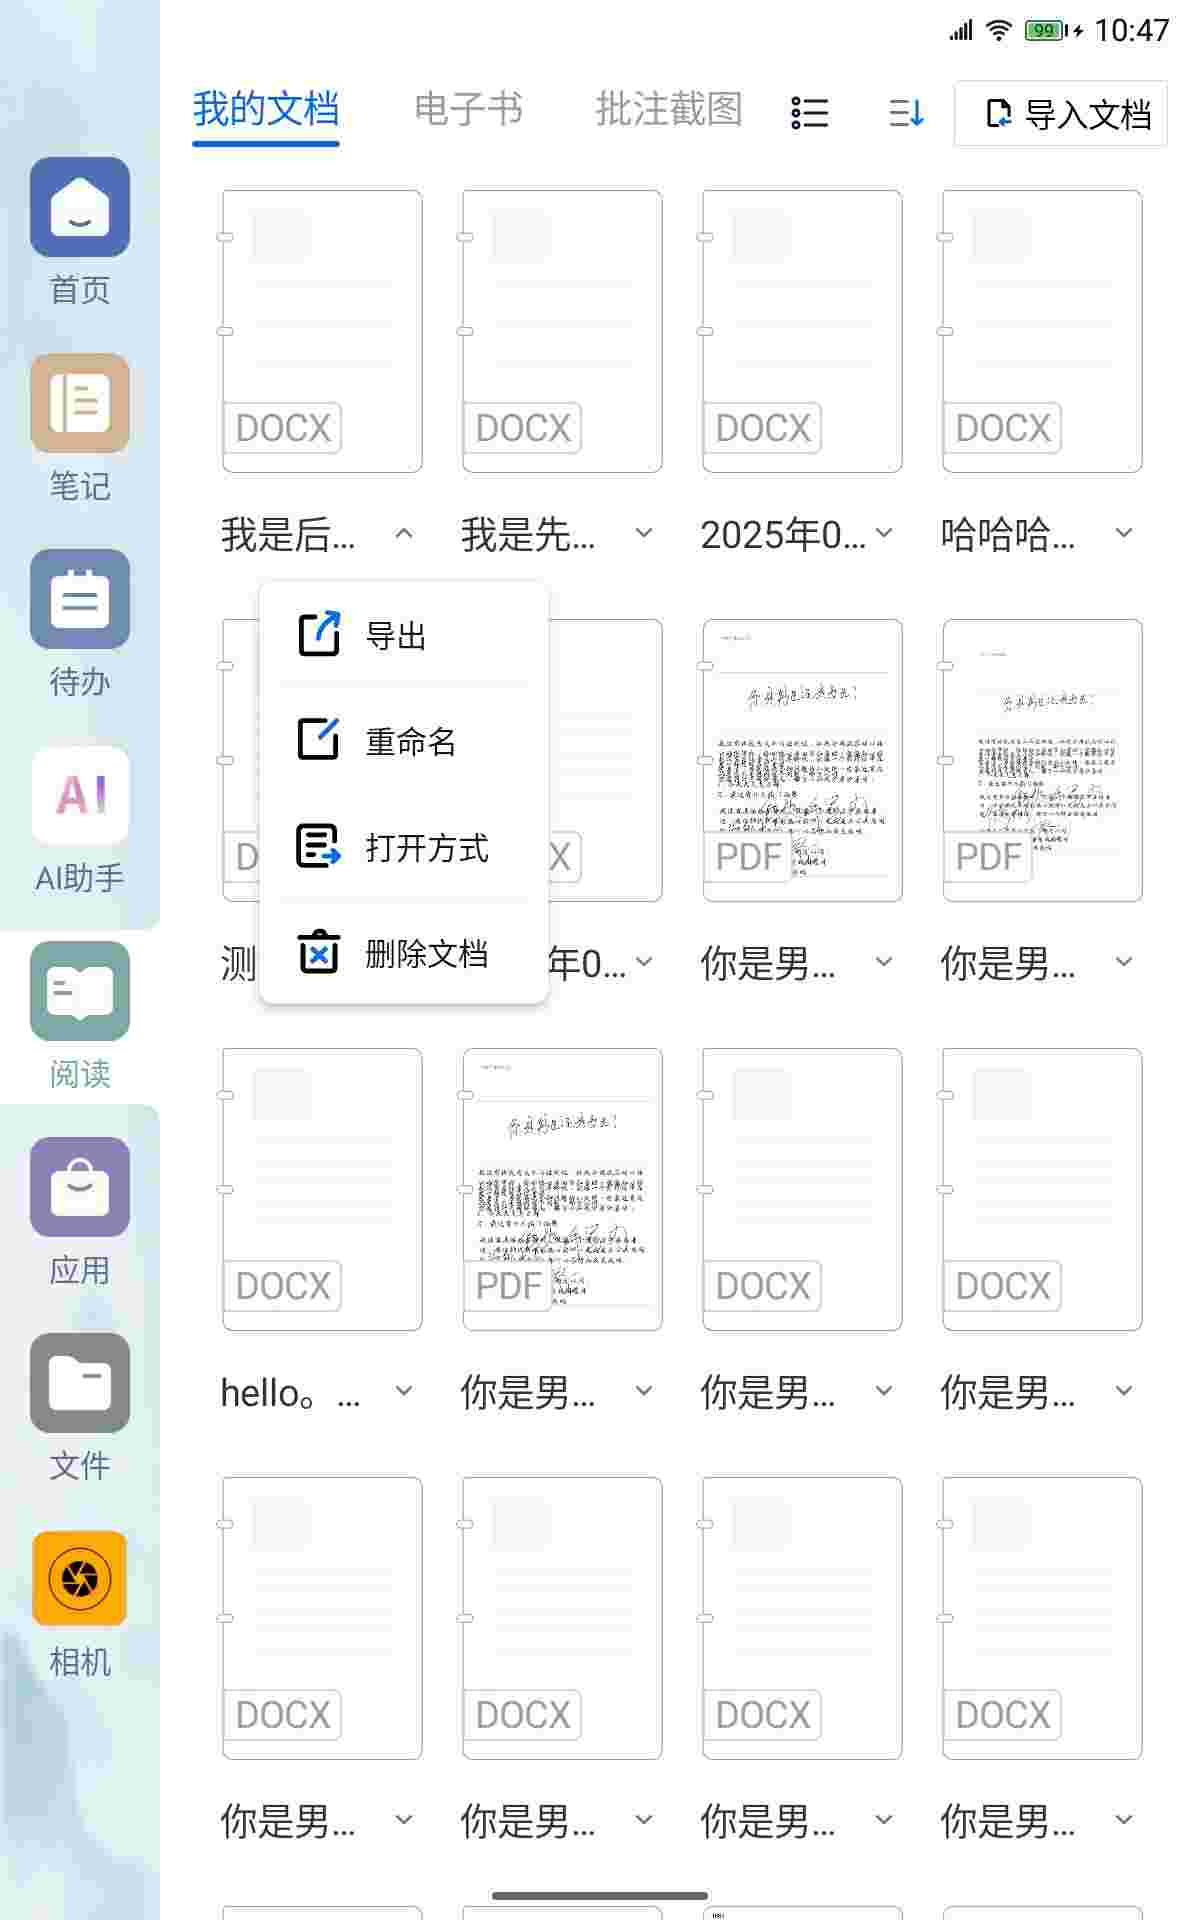 99 10:47
我的文档 电子书 批注截图 导入文档
首页
笔记
待办
AI
AI助手
阅读
应用
文件
相机
DOCX DOCX DOCX DOCX
我是后... 我是先... 2025年0... 哈哈哈...
导出
重命名
打开方式
删除文档
D X PDF PDF
测 年0... 你是男... 你是男...
DOCX PDF DOCX DOCX
hello。... 你是男... 你是男... 你是男...
DOCX DOCX DOCX DOCX
你是男... 你是男... 你是男... 你是男...